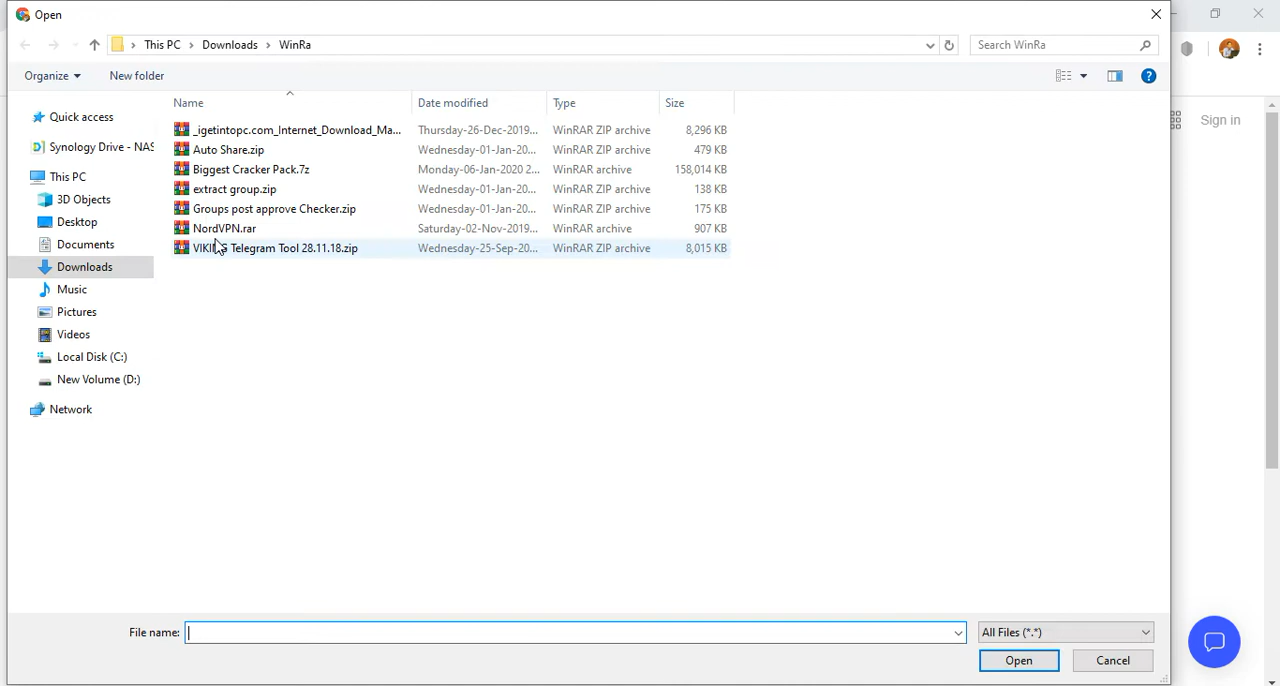 Open
This PC > Downloads > WinRa
Search WinRa
Organize
New folder
Sign in
Quick access
Synology Drive - NAS
This PC
3D Objects
Desktop
Documents
Downloads
Music
Pictures
Videos
Local Disk (C:)
New Volume (D:)
Network
Name Date modified Type Size
_igetintopc.com_Internet_Download_Ma... Thursday-26-Dec-2019... WinRAR ZIP archive 8,296 KB
Auto Share.zip Wednesday-01-Jan-20... WinRAR ZIP archive 479 KB
Biggest Cracker Pack.7z Monday-06-Jan-2020 2... WinRAR archive 158,014 KB
extract group.zip Wednesday-01-Jan-20... WinRAR ZIP archive 138 KB
Groups post approve Checker.zip Wednesday-01-Jan-20... WinRAR ZIP archive 175 KB
NordVPN.rar Saturday-02-Nov-2019... WinRAR archive 907 KB
VIKING Telegram Tool 28.11.18.zip Wednesday-25-Sep-20... WinRAR ZIP archive 8,015 KB
File name:
All Files (*.*)
Open
Cancel